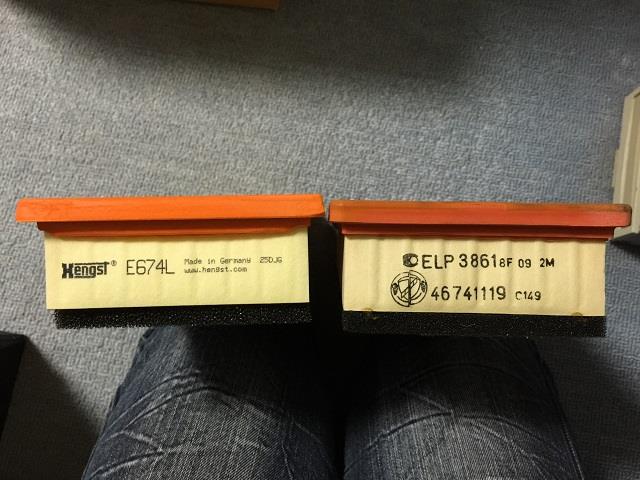 Hengst® E674L Made in Germany 25DJG
www.hengst.com
ELP 3861 8F 09 2M
46741119 C149